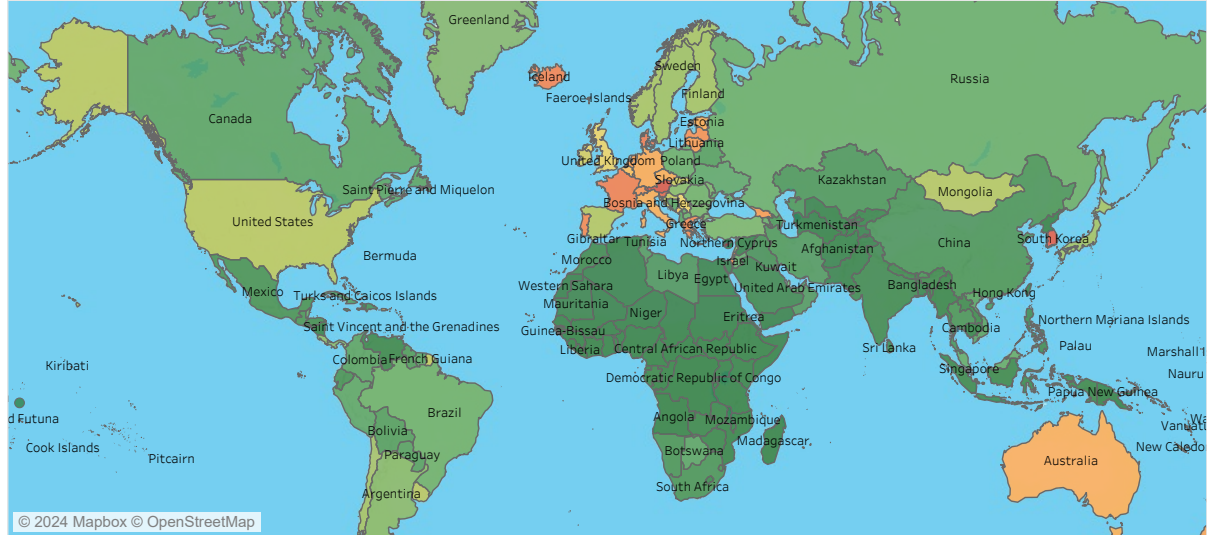 Greenland
Russia
Sweden
Iceland
Finland
Faeroe Islands
Canada
Estonia
Lithuania
United Kingdom
Poland
Slovakia
Kazakhstan
Mongolia
Saint Pierre and Miquelon
Bosnia and Herzegovina
United States
Greece
Turkmenistan
Gibraltar
Tunisia
Northern Cyprus
Afghanistan
China
South Korea
Bermuda
Morocco
Israel
Kuwait
Libya
Egypt
Western Sahara
United Arab Emirates
Bangladesh
Mexico
Turks and Caicos Islands
Mauritania
Hong Kong
Niger
Eritrea
Northern Mariana Islands
Saint Vincent and the Grenadines
Guinea-Bissau
Cambodia
Liberia
Central African Republic
Sri Lanka
Palau
Marshall I
Colombia
French Guiana
Kiribati
Singapore
Nauru
Democratic Republic of Congo
Papua New Guinea
Brazil
d Futuna
Angola
Mozambique
Wa
Vanuat
Bolivia
Madagascar
Cook Islands
Pitcairn
Paraguay
Botswana
New Caledo
Australia
South Africa
Argentina
© 2024 Mapbox © OpenStreetMap